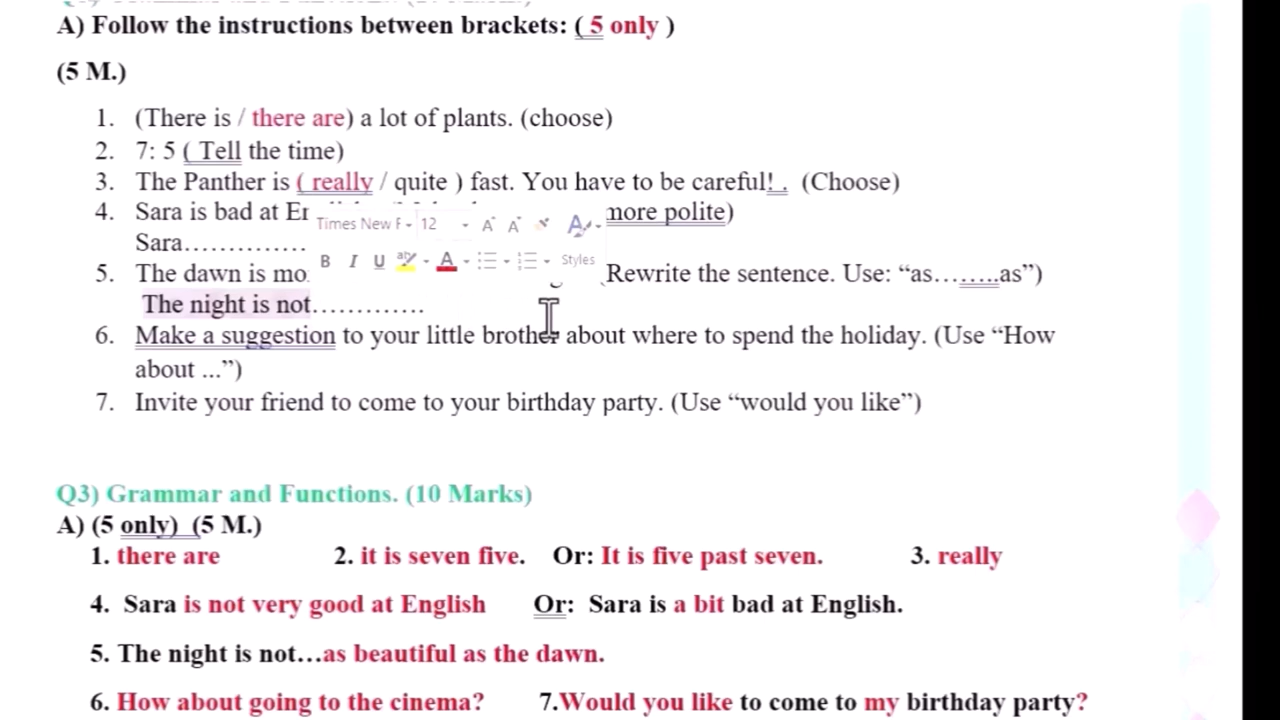 A) Follow the instructions between brackets: ( 5 only )
(5 M.)
1. (There is / there are) a lot of plants. (choose)
2. 7: 5 ( Tell the time)
3. The Panther is ( really / quite ) fast. You have to be careful! . (Choose)
4. Sara is bad at more polite)
Times New F 12
Sara……………
B I U ab A Styles
5. The dawn is Rewrite the sentence. Use: “as……..as”)
The night is not………….
6. Make a suggestion to your little brother about where to spend the holiday. (Use “How
about ...”)
7. Invite your friend to come to your birthday party. (Use “would you like”)
Q3) Grammar and Functions. (10 Marks)
A) (5 only) (5 M.)
1. there are 2. it is seven five. Or: It is five past seven. 3. really
4. Sara is not very good at English Or: Sara is a bit bad at English.
5. The night is not…as beautiful as the dawn.
6. How about going to the cinema? 7.Would you like to come to my birthday party?